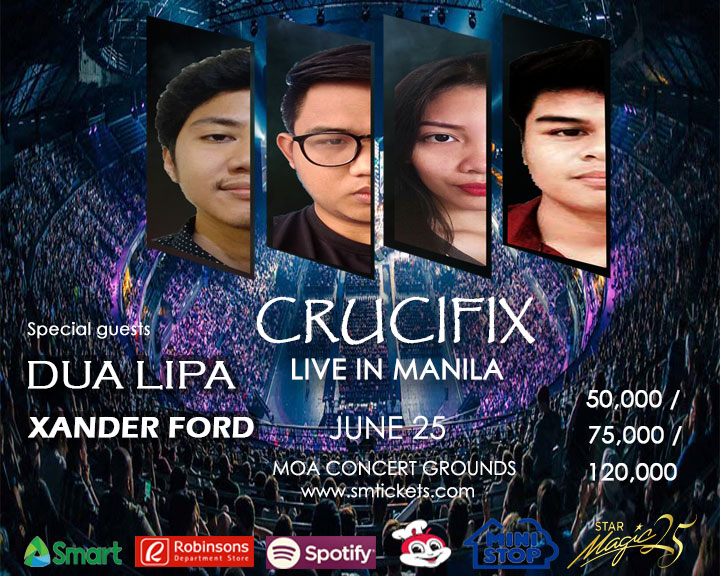 CRUCIFIX
LIVE IN MANILA
JUNE 25
MOA CONCERT GROUNDS
www.smtickets.com
Special guests
DUA LIPA
XANDER FORD
50,000 /
75,000 /
120,000
Smart
Robinsons
Department Store
Spotify
MINI
STOP
STAR
Magic 25